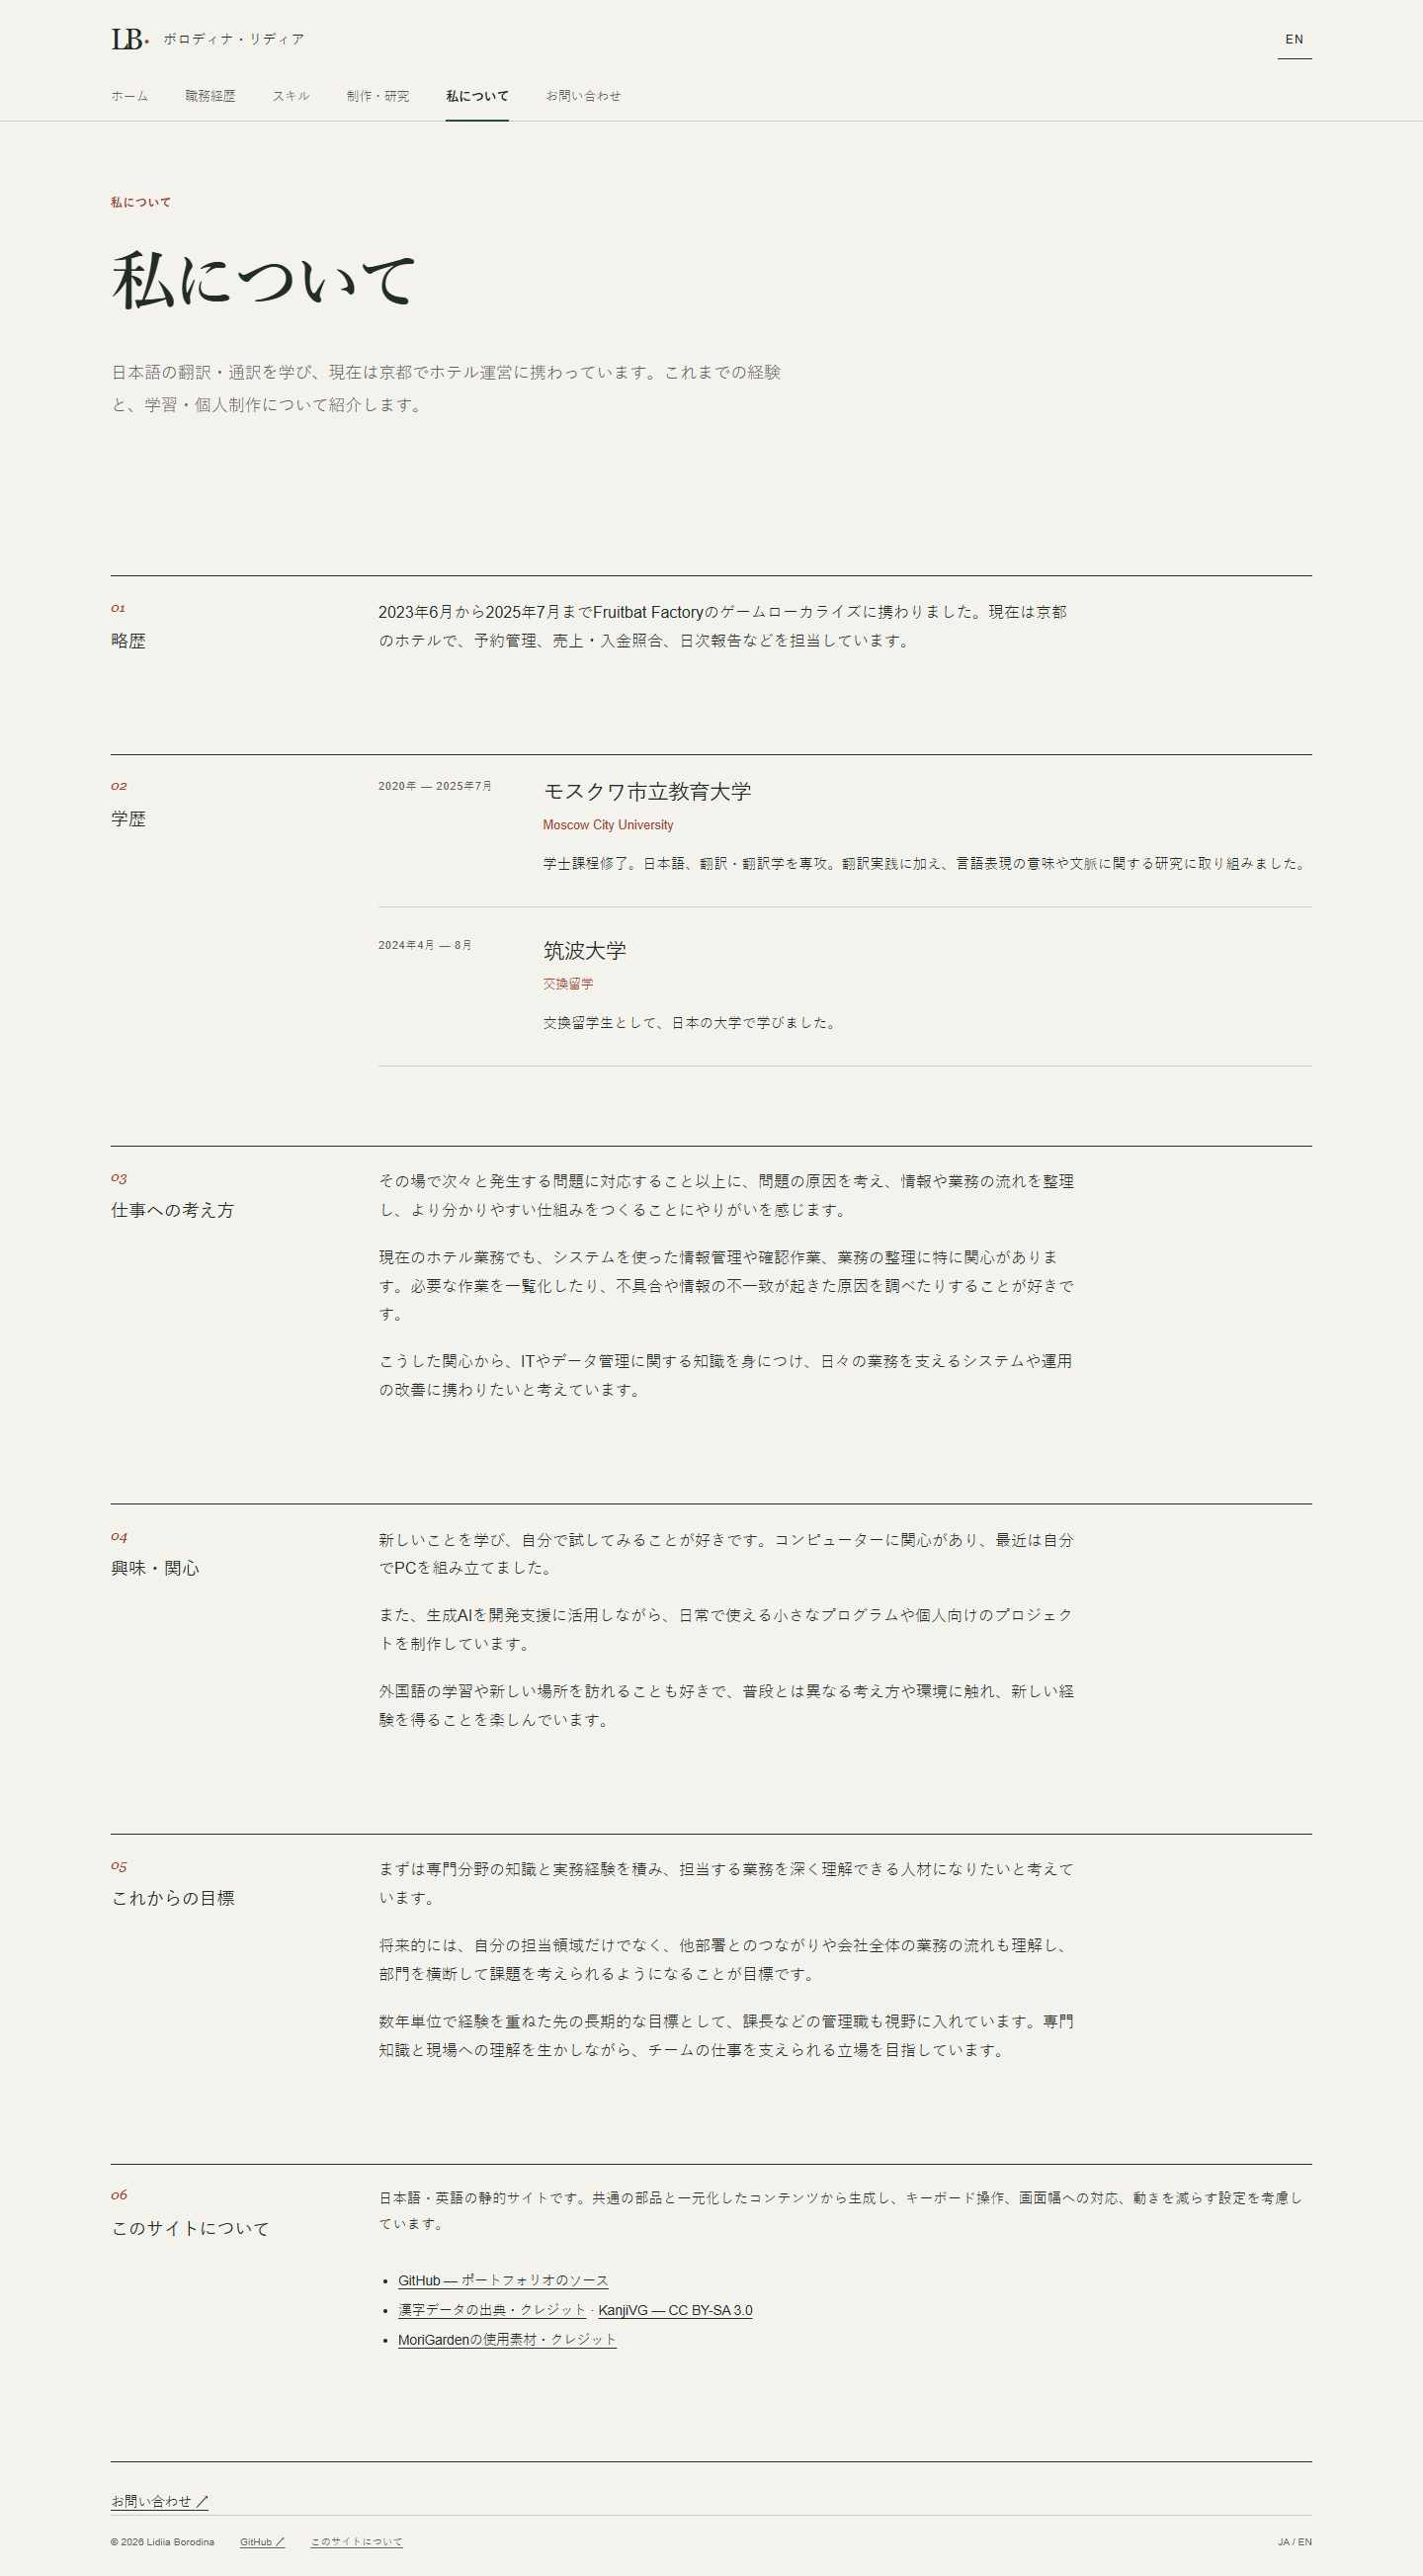 LB· ボロディナ・リディア
EN
ホーム 職務経歴 スキル 制作・研究 私について お問い合わせ
私について
私について
日本語の翻訳・通訳を学び、現在は京都でホテル運営に携わっています。これまでの経験
と、学習・個人制作について紹介します。
01
略歴
2023年6月から2025年7月までFruitbat Factoryのゲームローカライズに携わりました。現在は京都
のホテルで、予約管理、売上・入金照合、日次報告などを担当しています。
02
学歴
2020年 — 2025年7月
モスクワ市立教育大学
Moscow City University
学士課程修了。日本語、翻訳・翻訳学を専攻。翻訳実践に加え、言語表現の意味や文脈に関する研究に取り組みました。
2024年4月 — 8月
筑波大学
交換留学
交換留学生として、日本の大学で学びました。
03
仕事への考え方
その場で次々と発生する問題に対応すること以上に、問題の原因を考え、情報や業務の流れを整理
し、より分かりやすい仕組みをつくることにやりがいを感じます。
現在のホテル業務でも、システムを使った情報管理や確認作業、業務の整理に特に関心がありま
す。必要な作業を一覧化したり、不具合や情報の不一致が起きた原因を調べたりすることが好きで
す。
こうした関心から、ITやデータ管理に関する知識を身につけ、日々の業務を支えるシステムや運用
の改善に携わりたいと考えています。
04
興味・関心
新しいことを学び、自分で試してみることが好きです。コンピューターに関心があり、最近は自分
でPCを組み立てました。
また、生成AIを開発支援に活用しながら、日常で使える小さなプログラムや個人向けのプロジェク
トを制作しています。
外国語の学習や新しい場所を訪れることも好きで、普段とは異なる考え方や環境に触れ、新しい経
験を得ることを楽しんでいます。
05
これからの目標
まずは専門分野の知識と実務経験を積み、担当する業務を深く理解できる人材になりたいと考えて
います。
将来的には、自分の担当領域だけでなく、他部署とのつながりや会社全体の業務の流れも理解し、
部門を横断して課題を考えられるようになることが目標です。
数年単位で経験を重ねた先の長期的な目標として、課長などの管理職も視野に入れています。専門
知識と現場への理解を生かしながら、チームの仕事を支えられる立場を目指しています。
06
このサイトについて
日本語・英語の静的サイトです。共通の部品と一元化したコンテンツから生成し、キーボード操作、画面幅への対応、動きを減らす設定を考慮し
ています。
• GitHub — ポートフォリオのソース
• 漢字データの出典・クレジット · KanjiVG — CC BY-SA 3.0
• MoriGardenの使用素材・クレジット
お問い合わせ ↗
© 2026 Lidiia Borodina GitHub ↗ このサイトについて
JA / EN